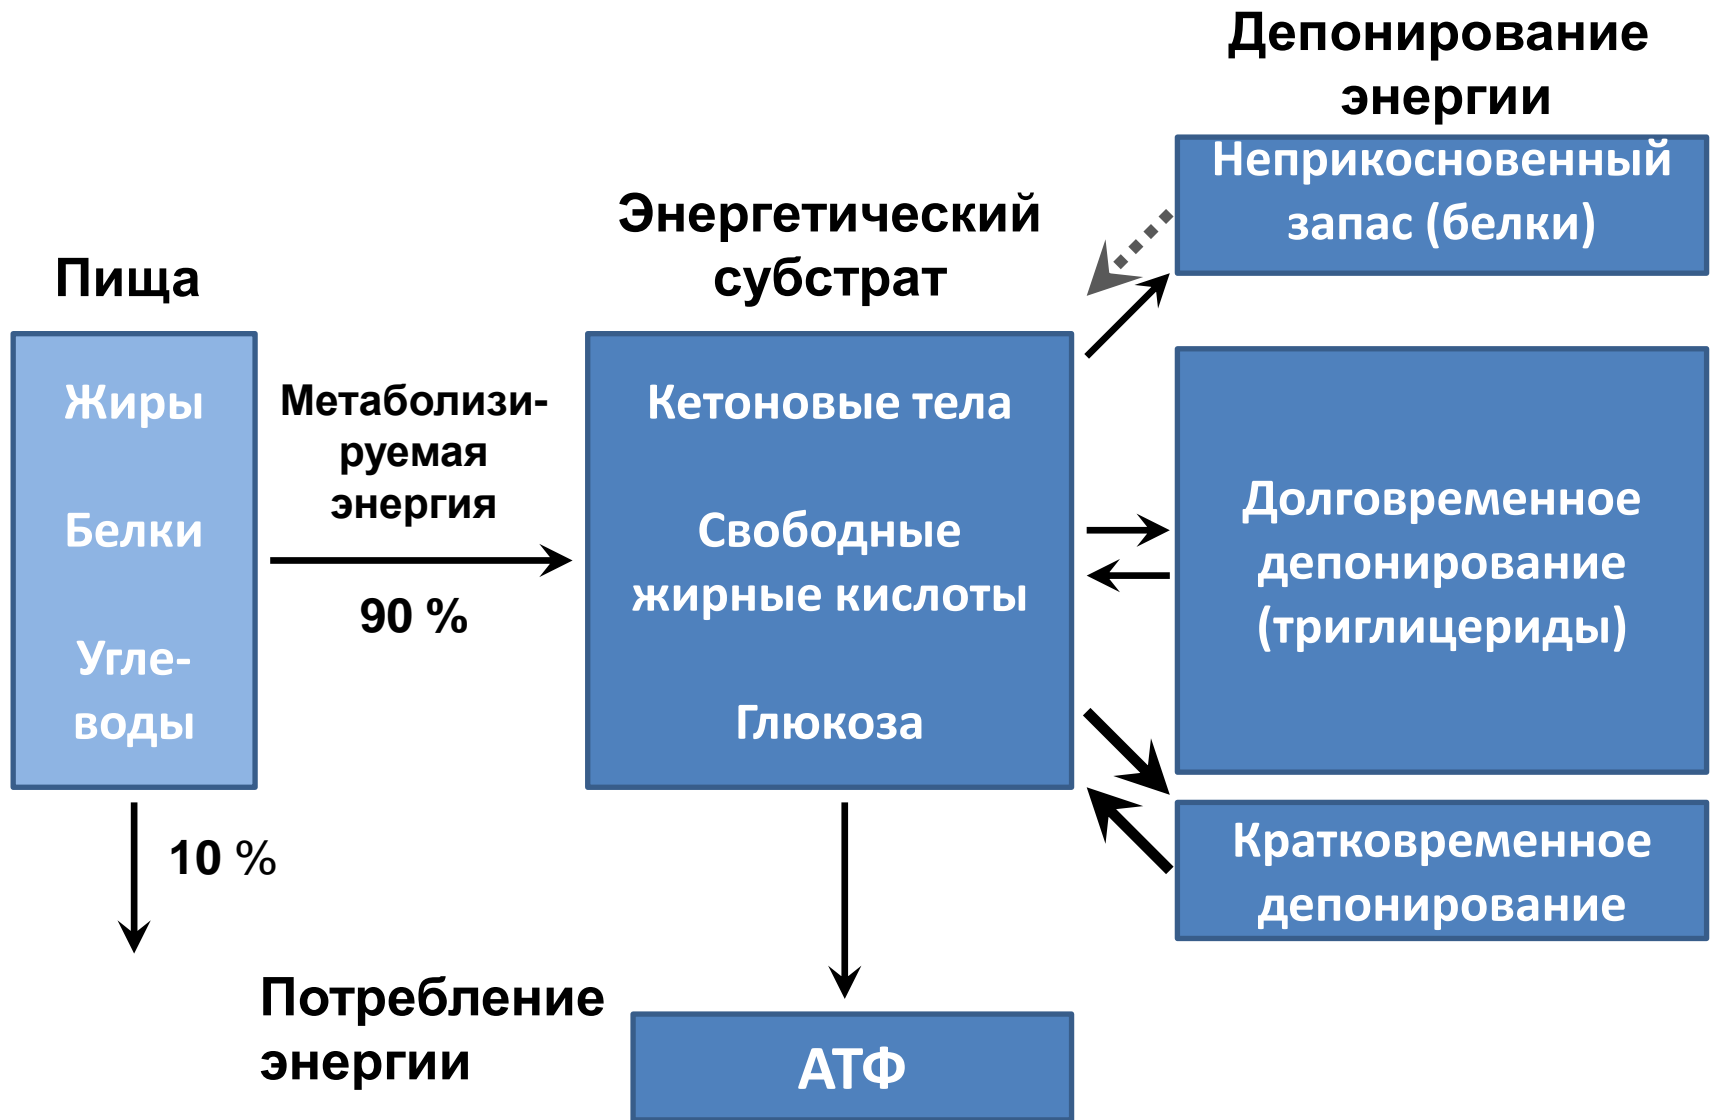 Депонирование
энергии
Неприкосновенный
запас (белки)
Энергетический
субстрат
Пища
Жиры
Белки
Угле-
воды
Метаболизи-
руемая
энергия
90 %
Кетоновые тела
Свободные
жирные кислоты
Глюкоза
Долговременное
депонирование
(триглицериды)
Кратковременное
депонирование
10 %
Потребление
энергии
АТФ